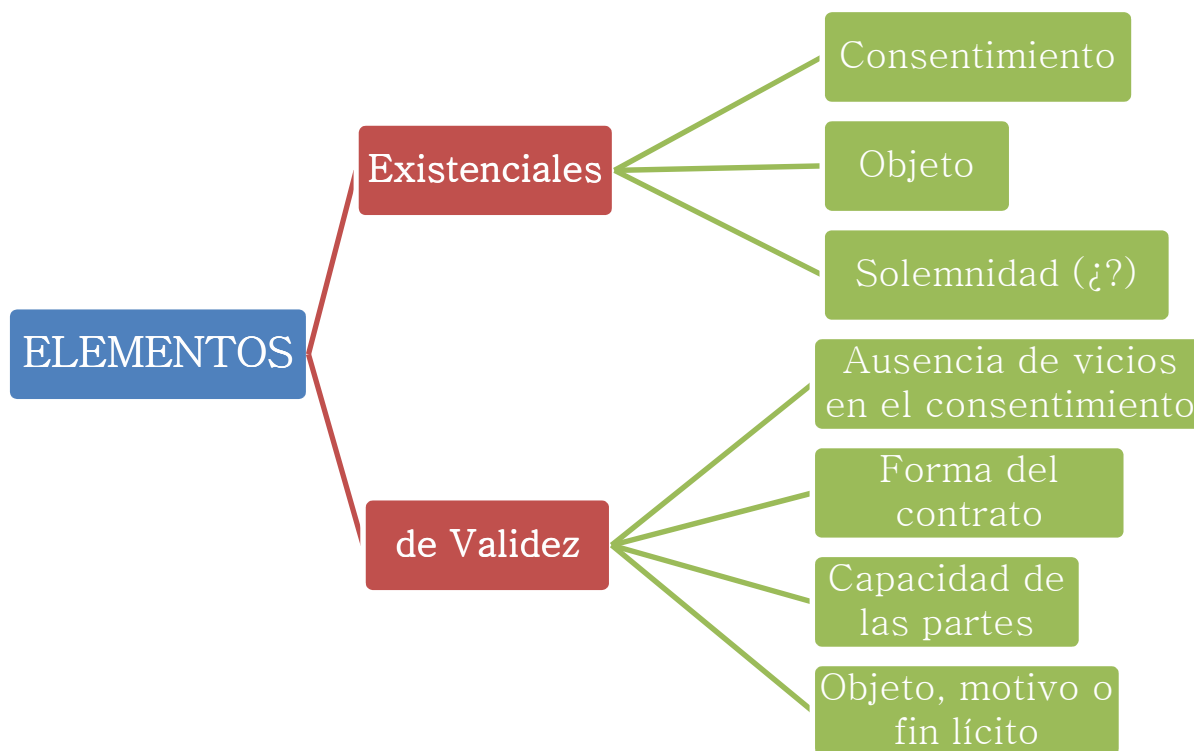 ELEMENTOS
Existenciales
Consentimiento
Objeto
Solemnidad (¿?)
de Validez
Ausencia de vicios
en el consentimiento
Forma del
contrato
Capacidad de
las partes
Objeto, motivo o
fin lícito